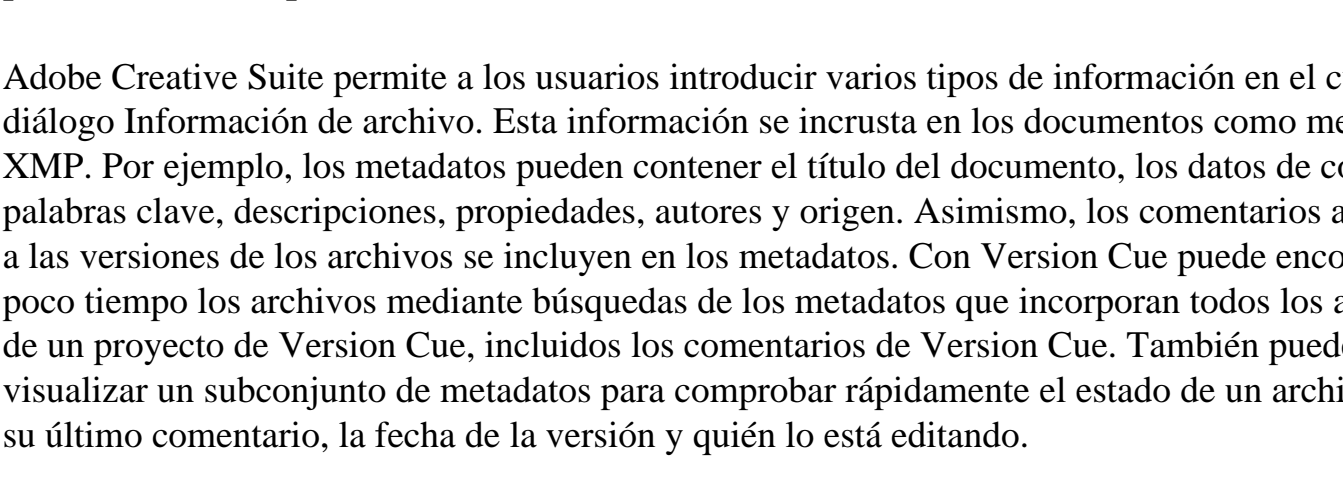 Adobe Creative Suite permite a los usuarios introducir varios tipos de información en el
diálogo Información de archivo. Esta información se incrusta en los documentos como
XMP. Por ejemplo, los metadatos pueden contener el título del documento, los datos de
palabras clave, descripciones, propiedades, autores y origen. Asimismo, los comentarios
a las versiones de los archivos se incluyen en los metadatos. Con Version Cue puede
poco tiempo los archivos mediante búsquedas de los metadatos que incorporan todos los
de un proyecto de Version Cue, incluidos los comentarios de Version Cue. También
visualizar un subconjunto de metadatos para comprobar rápidamente el estado de un
su último comentario, la fecha de la versión y quién lo está editando.